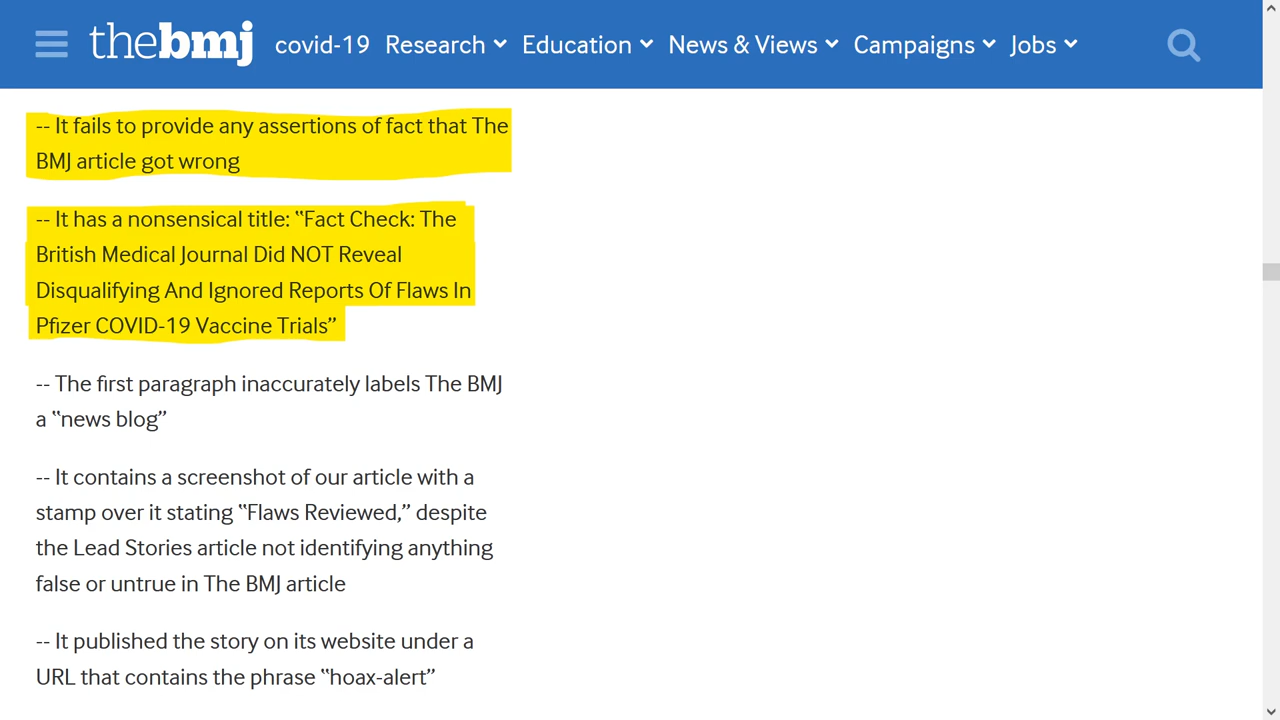 thebmj covid-19 Research Education News & Views Campaigns Jobs
-- It fails to provide any assertions of fact that The
BMJ article got wrong
-- It has a nonsensical title: “Fact Check: The
British Medical Journal Did NOT Reveal
Disqualifying And Ignored Reports Of Flaws In
Pfizer COVID-19 Vaccine Trials”
-- The first paragraph inaccurately labels The BMJ
a “news blog”
-- It contains a screenshot of our article with a
stamp over it stating “Flaws Reviewed,” despite
the Lead Stories article not identifying anything
false or untrue in The BMJ article
-- It published the story on its website under a
URL that contains the phrase “hoax-alert”